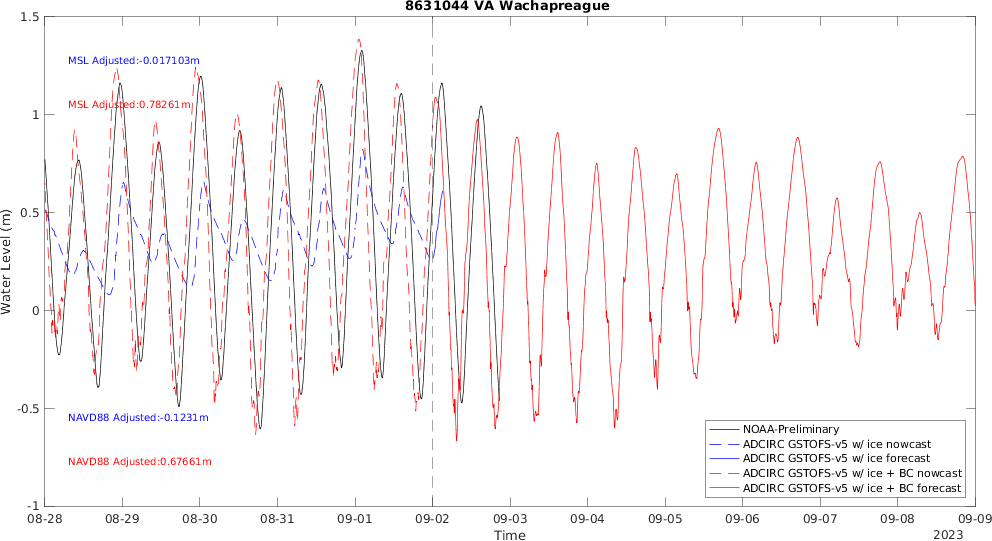 8631044 VA Wachapreague
1.5
1
0.5
0
-0.5
-1
Water Level (m)
MSL Adjusted:-0.017103m
MSL Adjusted:0.78261m
NAVD88 Adjusted:-0.1231m
NAVD88 Adjusted:0.67661m
NOAA-Preliminary
ADCIRC GSTOFS-v5 w/ ice nowcast
ADCIRC GSTOFS-v5 w/ ice forecast
ADCIRC GSTOFS-v5 w/ ice + BC nowcast
ADCIRC GSTOFS-v5 w/ ice + BC forecast
08-28 08-29 08-30 08-31 09-01 09-02 09-03 09-04 09-05 09-06 09-07 09-08 09-09
Time
2023